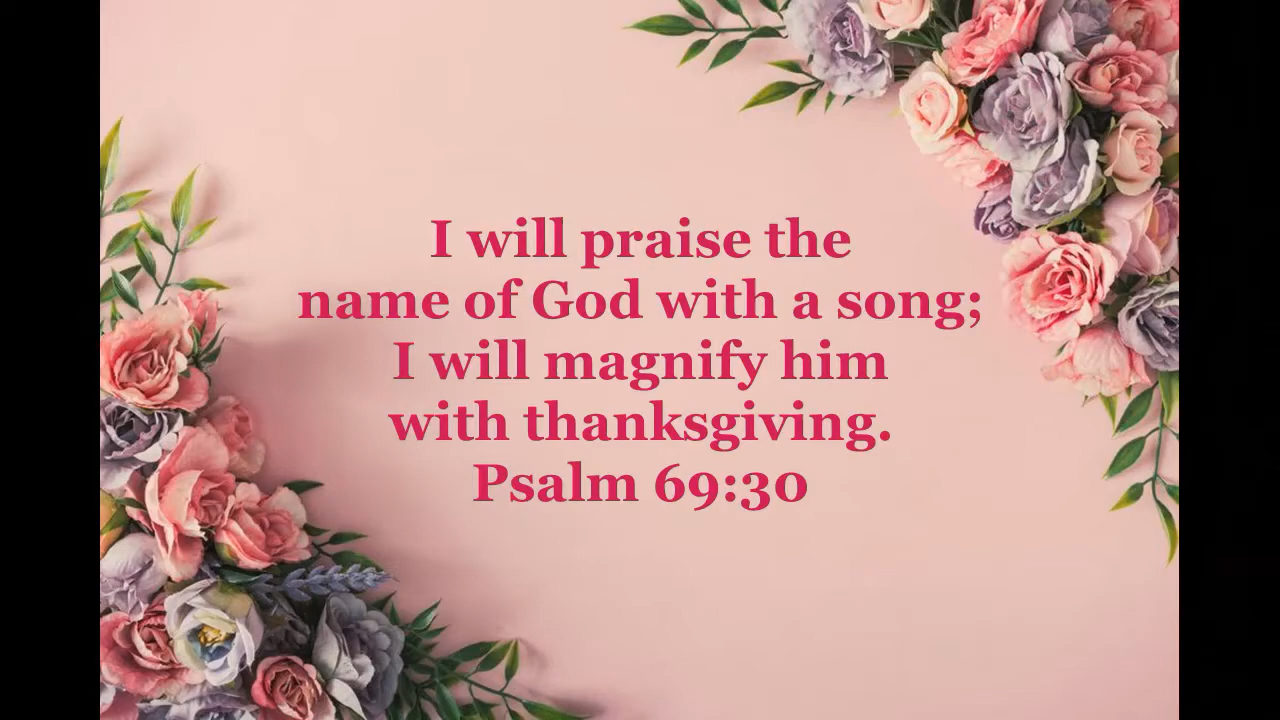 I will praise the
name of God with a song;
I will magnify him
with thanksgiving.
Psalm 69:30